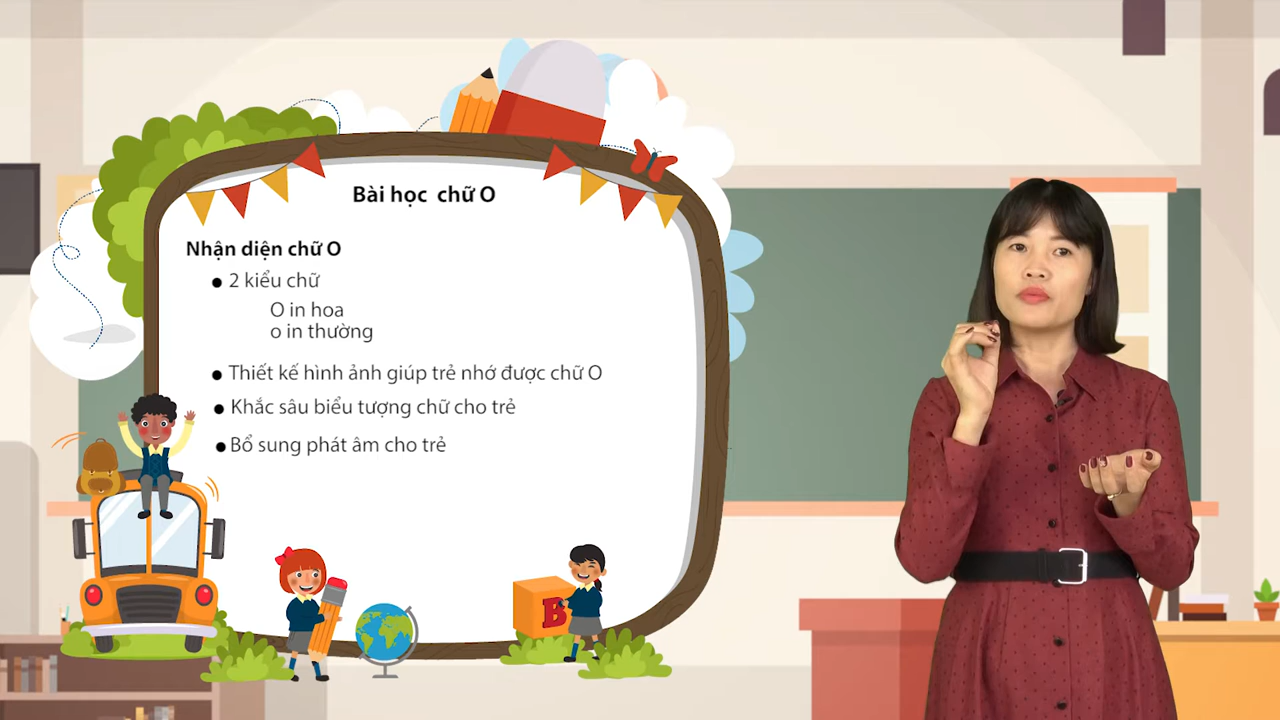 Bài học chữ O
Nhận diện chữ O
● 2 kiểu chữ
O in hoa
o in thường
● Thiết kế hình ảnh giúp trẻ nhớ được chữ O
● Khắc sâu biểu tượng chữ cho trẻ
● Bổ sung phát âm cho trẻ
B